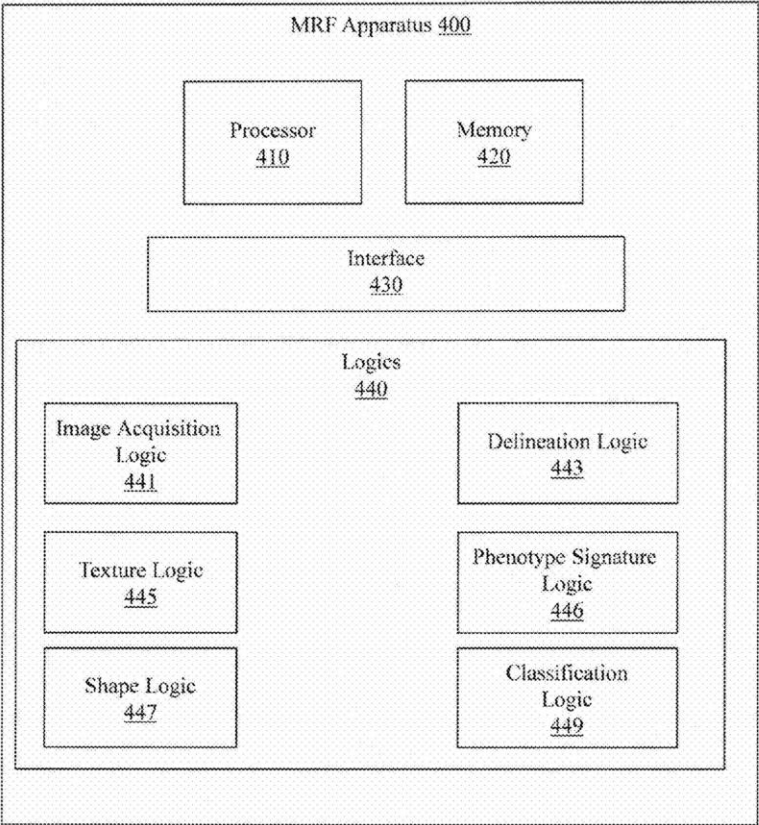 MRF Apparatus 400
Processor
410
Memory
420
Interface
430
Logics
440
Image Acquisition
Logic
441
Delineation Logic
443
Texture Logic
445
Phenotype Signature
Logic
446
Shape Logic
447
Classification
Logic
449